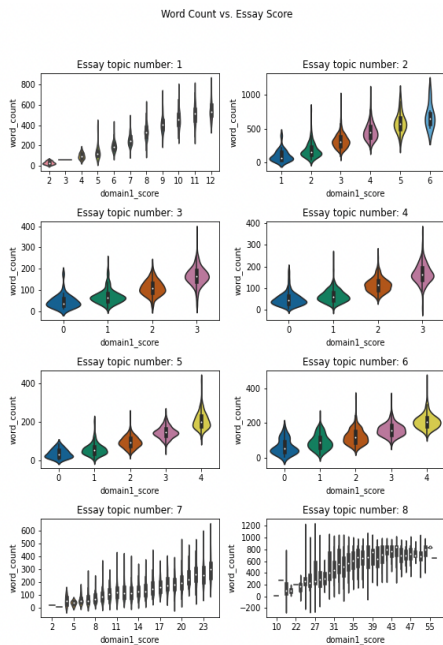 Word Count vs. Essay Score
Essay topic number: 1
800
600
400
200
0
word_count
2 3 4 5 6 7 8 9 10 11 12
domain1_score
Essay topic number: 2
1000
500
0
word_count
1 2 3 4 5 6
domain1_score
Essay topic number: 3
400
300
200
100
0
word_count
0 1 2 3
domain1_score
Essay topic number: 4
400
300
200
100
0
word_count
0 1 2 3
domain1_score
Essay topic number: 5
400
200
0
word_count
0 1 2 3 4
domain1_score
Essay topic number: 6
400
200
0
word_count
0 1 2 3 4
domain1_score
Essay topic number: 7
600
500
400
300
200
100
0
word_count
2 5 8 11 14 17 20 23
domain1_score
Essay topic number: 8
1200
1000
800
600
400
200
0
−200
word_count
10 22 27 31 35 39 43 47 55
domain1_score